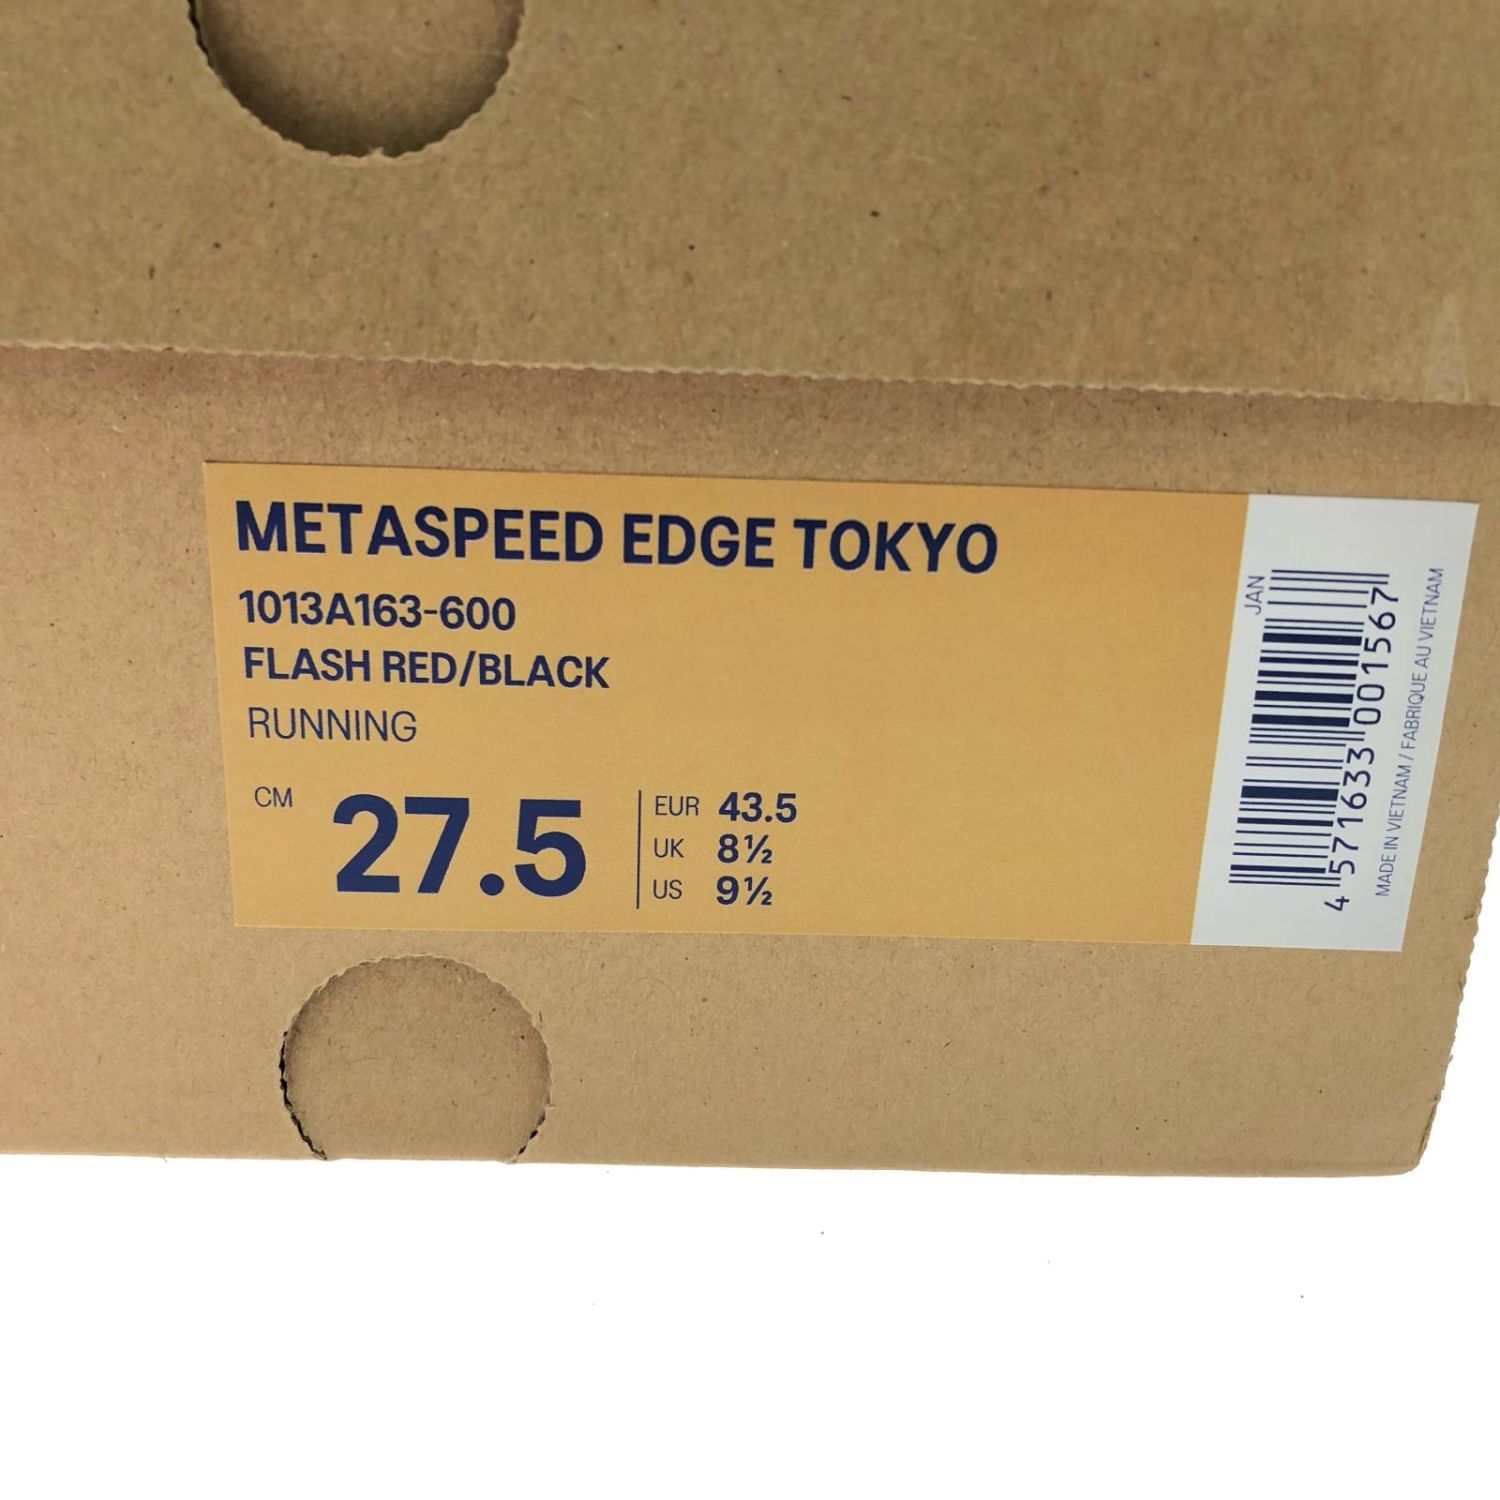 METASPEED EDGE TOKYO
1013A163-600
FLASH RED/BLACK
RUNNING
CM 27.5
EUR 43.5
UK 8½
US 9½
JAN
4 571633 001567
MADE IN VIETNAM / FABRIQUE AU VIETNAM